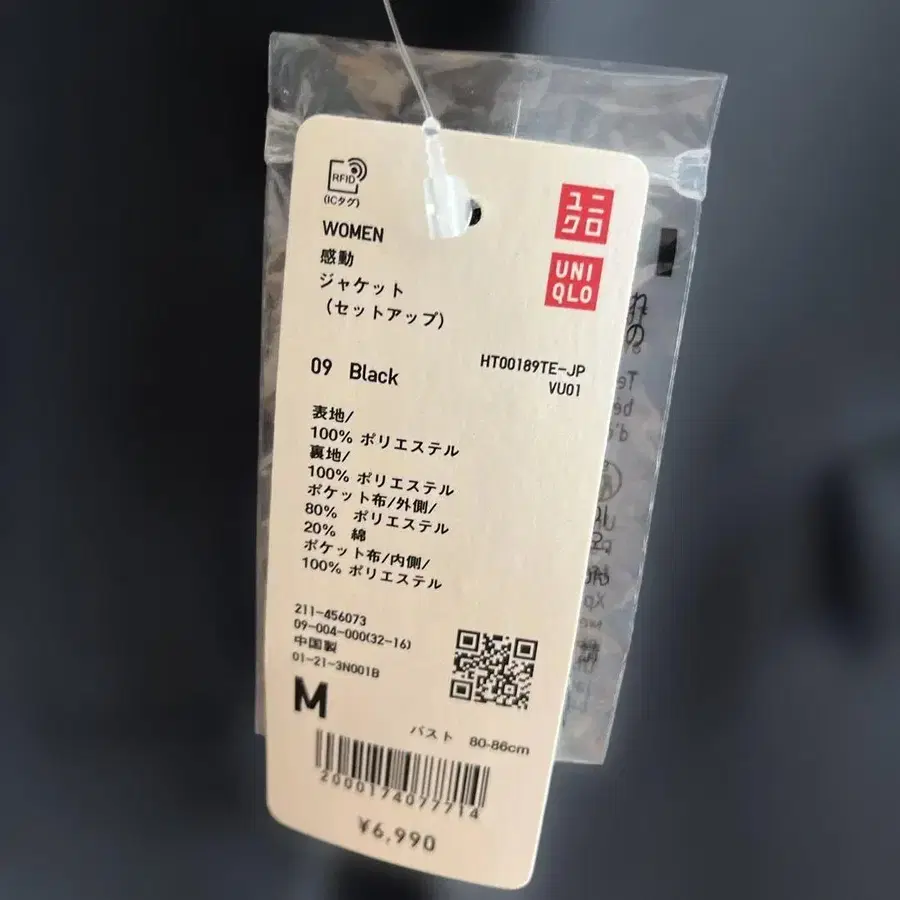 RFID
(ICタグ)
ユニ
クロ
UNI
QLO
WOMEN
感動
ジャケット
(セットアップ)
09 Black
HT00189TE-JP
VU01
表地/
100% ポリエステル
裏地/
100% ポリエステル
ポケット布/外側/
80% ポリエステル
20% 綿
ポケット布/内側/
100% ポリエステル
211-456073
09-004-000(32-16)
中国製
01-21-3N001B
M
バスト 80-86cm
2000174077714
¥6,990